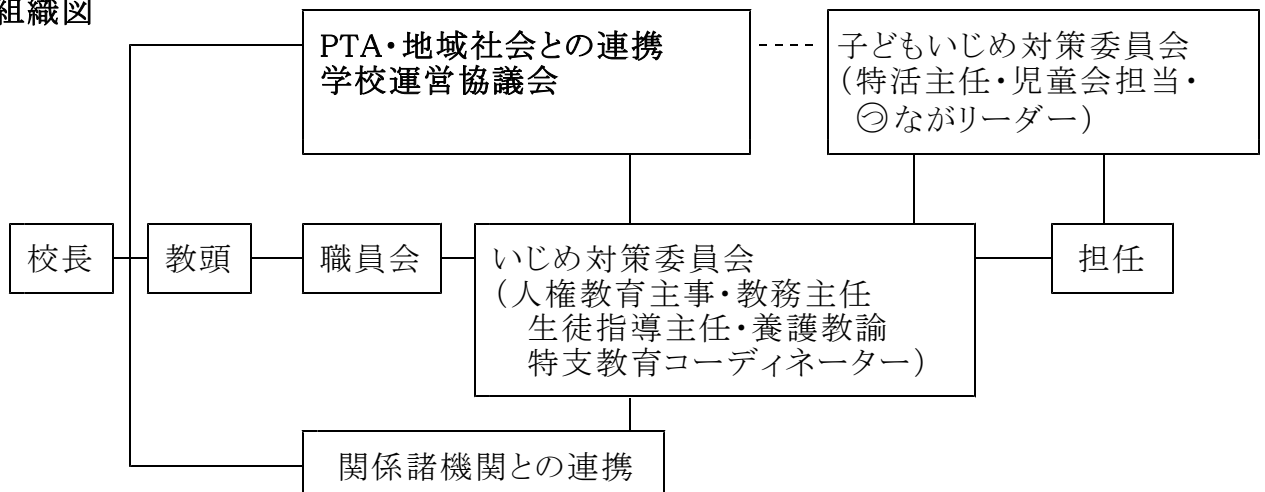 組織図
PTA・地域社会との連携
学校運営協議会
子どもいじめ対策委員会
(特活主任・児童会担当・
㋡ながリーダー)
校長
教頭
職員会
いじめ対策委員会
(人権教育主事・教務主任
生徒指導主任・養護教諭
特支教育コーディネーター)
担任
関係諸機関との連携